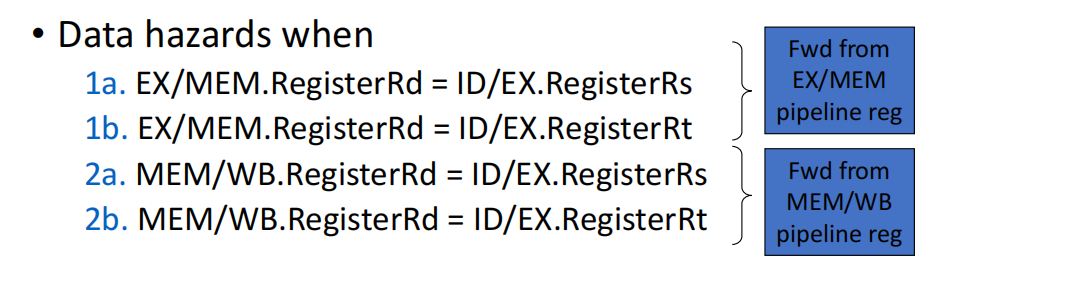 • Data hazards when
1a. EX/MEM.RegisterRd = ID/EX.RegisterRs
1b. EX/MEM.RegisterRd = ID/EX.RegisterRt
2a. MEM/WB.RegisterRd = ID/EX.RegisterRs
2b. MEM/WB.RegisterRd = ID/EX.RegisterRt
Fwd from
EX/MEM
pipeline reg
Fwd from
MEM/WB
pipeline reg